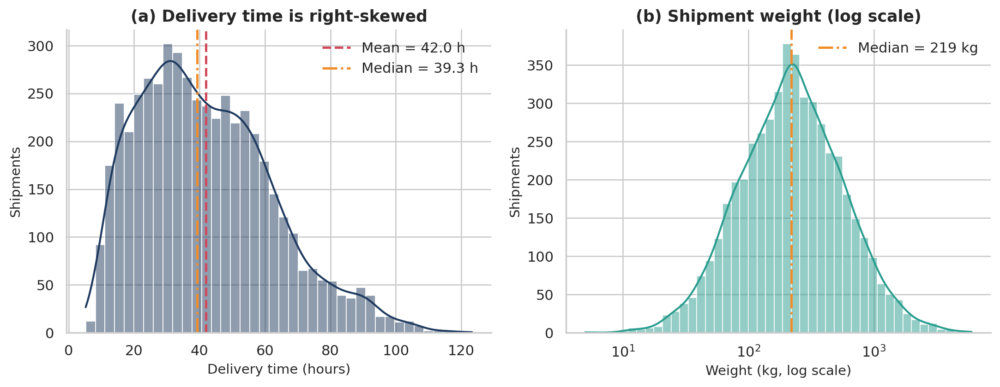 (a) Delivery time is right-skewed
Mean = 42.0 h
Median = 39.3 h
Shipments
300
250
200
150
100
50
0
0 20 40 60 80 100 120
Delivery time (hours)
(b) Shipment weight (log scale)
Median = 219 kg
Shipments
350
300
250
200
150
100
50
0
10¹ 10² 10³
Weight (kg, log scale)